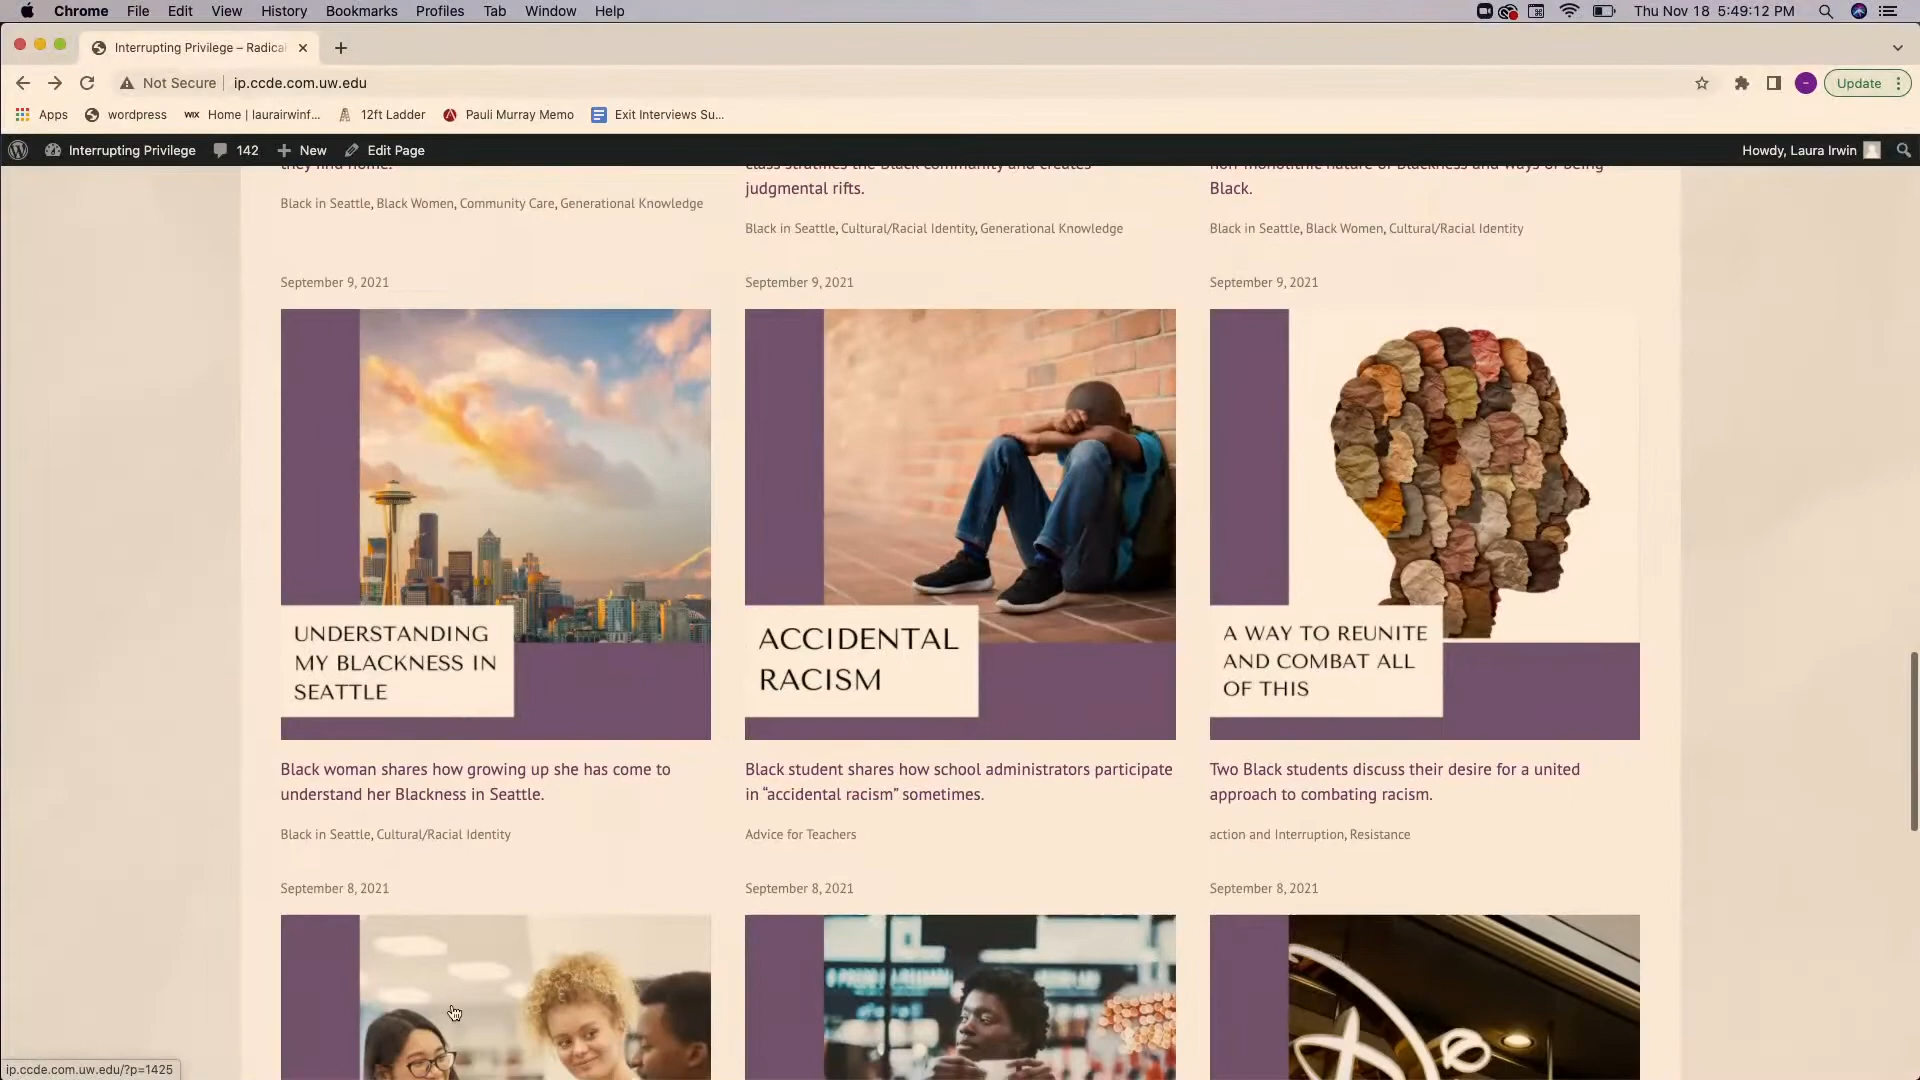 Chrome File Edit View History Bookmarks Profiles Tab Window Help Thu Nov 18 5:49:12 PM
Interrupting Privilege – Radical
Not Secure ip.ccde.com.uw.edu Update
Apps wordpress WIX Home | laurairwinf... 12ft Ladder Pauli Murray Memo Exit Interviews Su...
Interrupting Privilege 142 New Edit Page Howdy, Laura Irwin
they find home.
class stratifies the Black community and creates
judgmental rifts.
non-monolithic nature of Blackness and ways of being
Black.
Black in Seattle, Black Women, Community Care, Generational Knowledge
Black in Seattle, Cultural/Racial Identity, Generational Knowledge
Black in Seattle, Black Women, Cultural/Racial Identity
September 9, 2021
September 9, 2021
September 9, 2021
UNDERSTANDING
MY BLACKNESS IN
SEATTLE
ACCIDENTAL
RACISM
A WAY TO REUNITE
AND COMBAT ALL
OF THIS
Black woman shares how growing up she has come to
understand her Blackness in Seattle.
Black student shares how school administrators participate
in “accidental racism” sometimes.
Two Black students discuss their desire for a united
approach to combating racism.
Black in Seattle, Cultural/Racial Identity
Advice for Teachers
action and Interruption, Resistance
September 8, 2021
September 8, 2021
September 8, 2021
ip.ccde.com.uw.edu/?p=1425